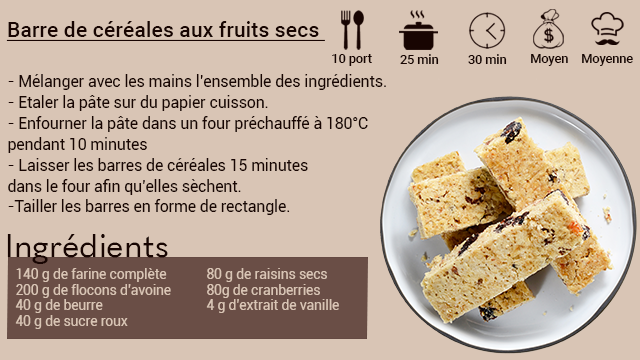 Barre de céréales aux fruits secs
10 port
25 min
30 min
Moyen
Moyenne
- Mélanger avec les mains l'ensemble des ingrédients.
- Etaler la pâte sur du papier cuisson.
- Enfourner la pâte dans un four préchauffé à 180°C
pendant 10 minutes
- Laisser les barres de céréales 15 minutes
dans le four afin qu'elles sèchent.
-Tailler les barres en forme de rectangle.
Ingrédients
140 g de farine complète
200 g de flocons d'avoine
40 g de beurre
40 g de sucre roux
80 g de raisins secs
80g de cranberries
4 g d'extrait de vanille